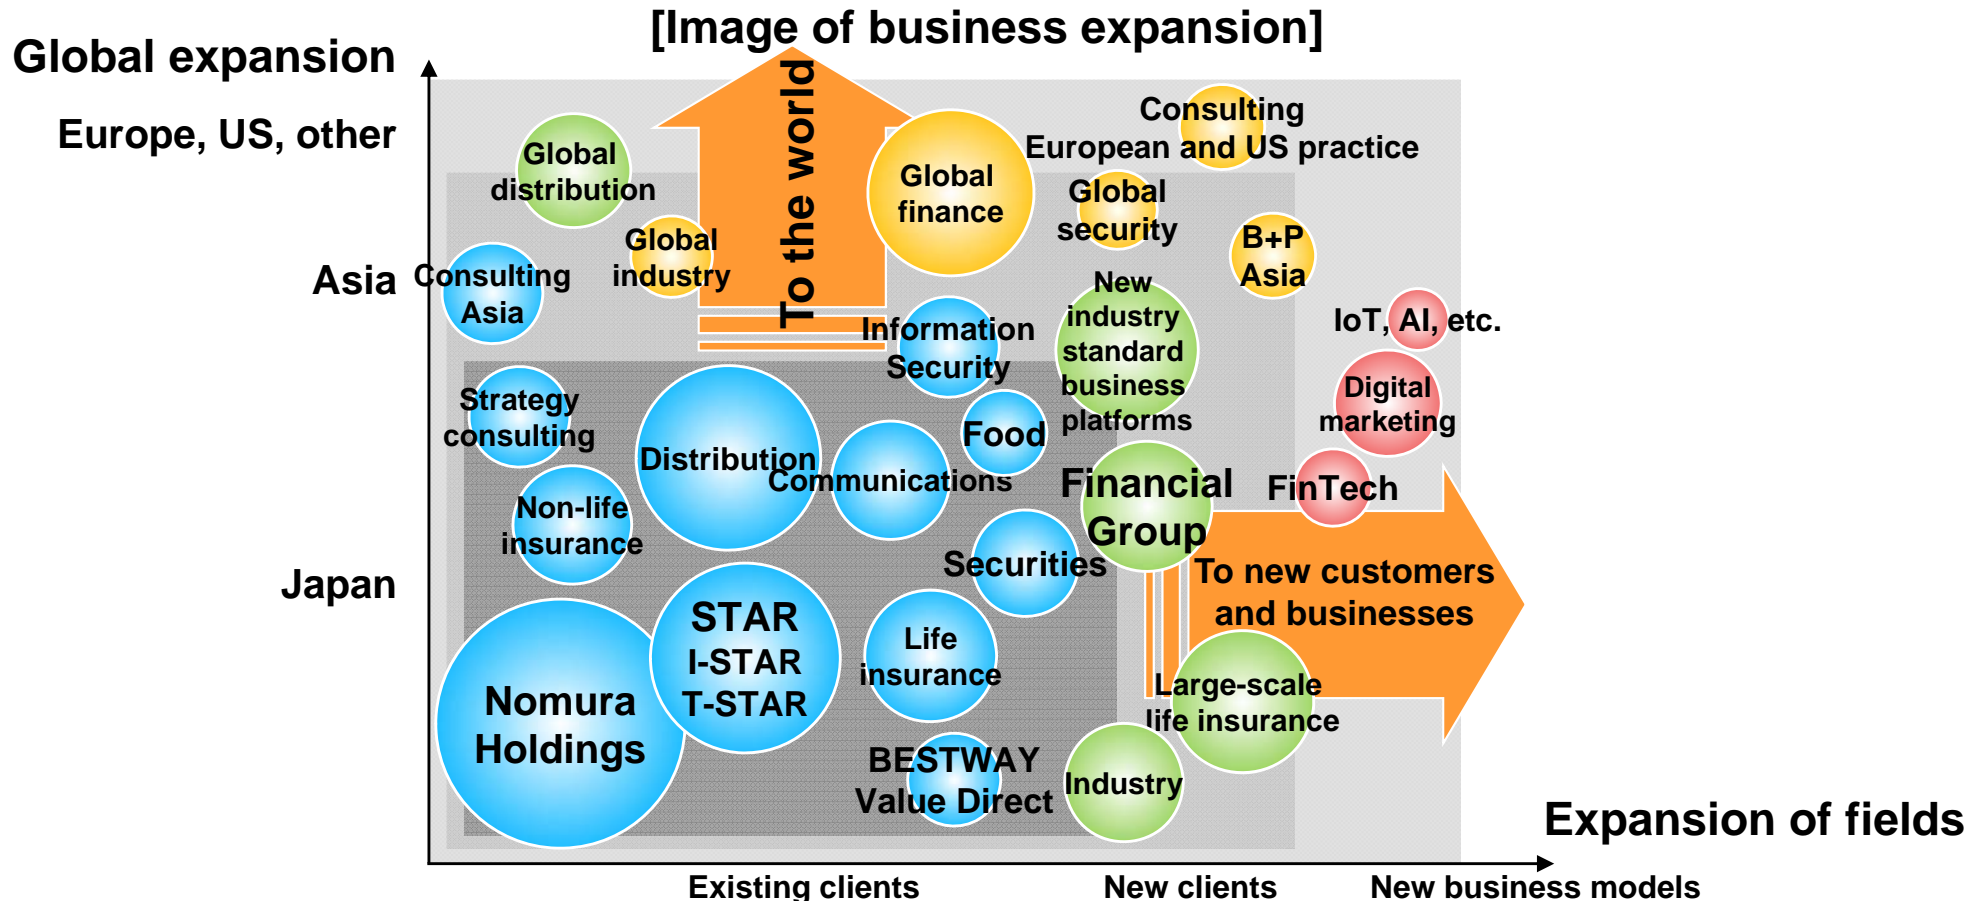 [Image of business expansion]
Global expansion
Europe, US, other
Asia
Japan
To the world
Global
distribution
Global
industry
Consulting
Asia
Global
finance
Consulting
European and US practice
Global
security
B+P
Asia
New
industry
standard
business
platforms
IoT, AI, etc.
Digital
marketing
FinTech
Information
Security
Food
Strategy
consulting
Distribution
Communications
Non-life
insurance
Securities
Financial
Group
To new customers
and businesses
STAR
I-STAR
T-STAR
Life
insurance
Nomura
Holdings
Large-scale
life insurance
BESTWAY
Value Direct
Industry
Expansion of fields
Existing clients
New clients
New business models